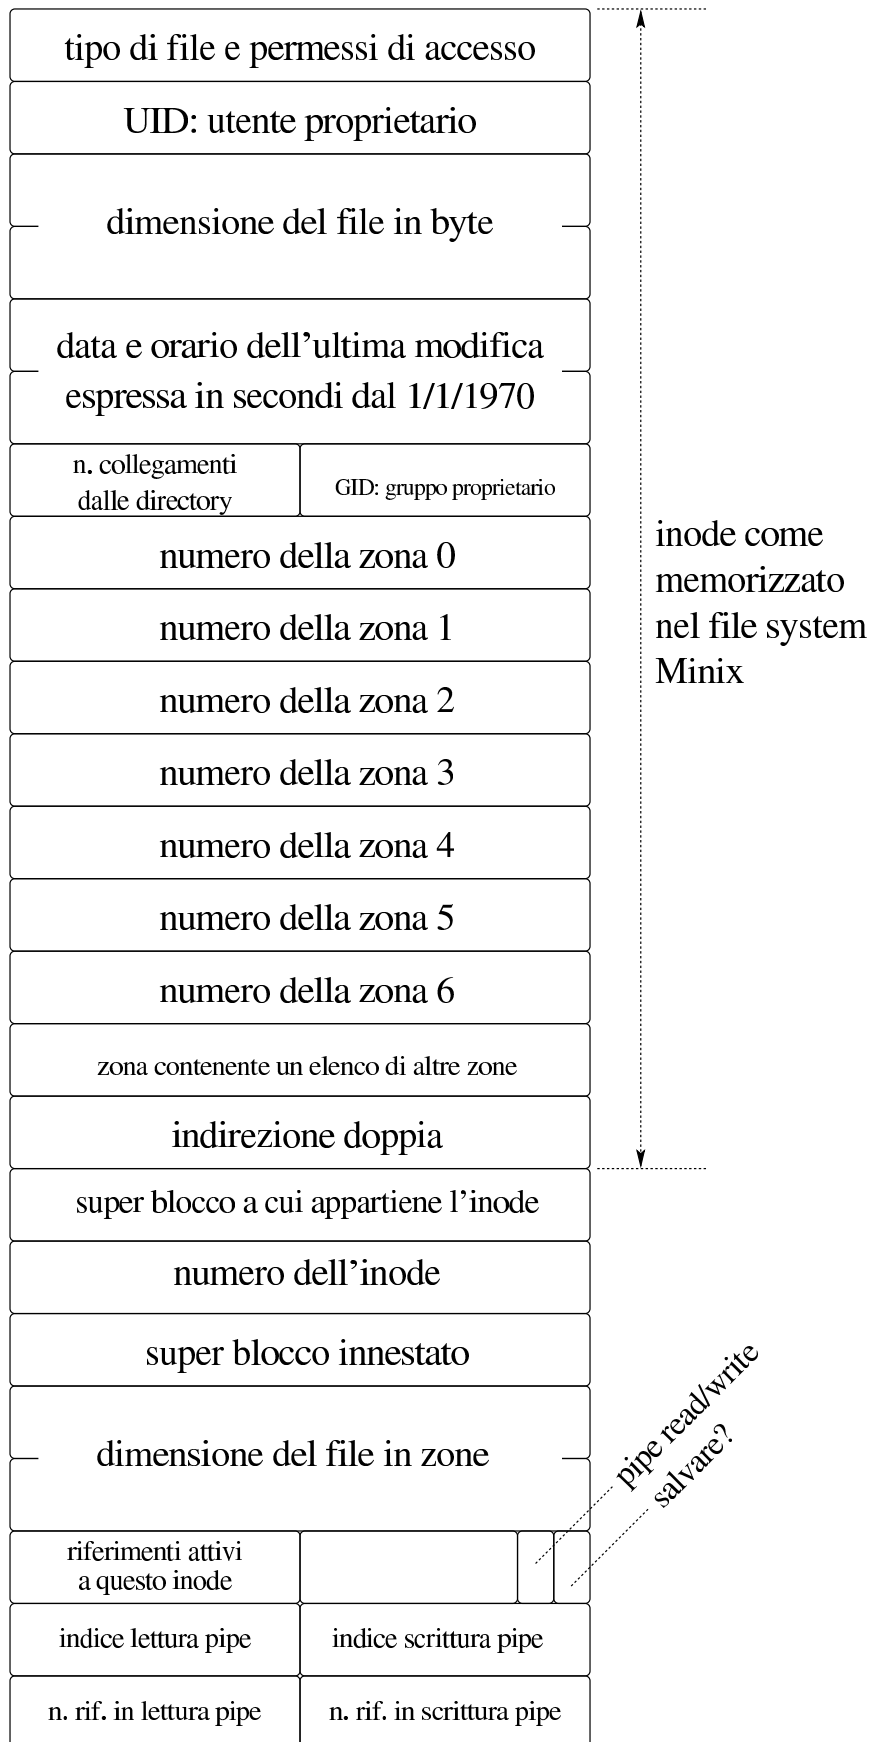 tipo di file e permessi di accesso
UID: utente proprietario
dimensione del file in byte
data e orario dell'ultima modifica
espressa in secondi dal 1/1/1970
n. collegamenti
dalle directory
GID: gruppo proprietario
numero della zona 0
inode come
memorizzato
nel file system
Minix
numero della zona 1
numero della zona 2
numero della zona 3
numero della zona 4
numero della zona 5
numero della zona 6
zona contenente un elenco di altre zone
indirezione doppia
super blocco a cui appartiene l'inode
numero dell'inode
super blocco innestato
dimensione del file in zone
pipe read/write
salvare?
riferimenti attivi
a questo inode
indice lettura pipe
indice scrittura pipe
n. rif. in lettura pipe
n. rif. in scrittura pipe